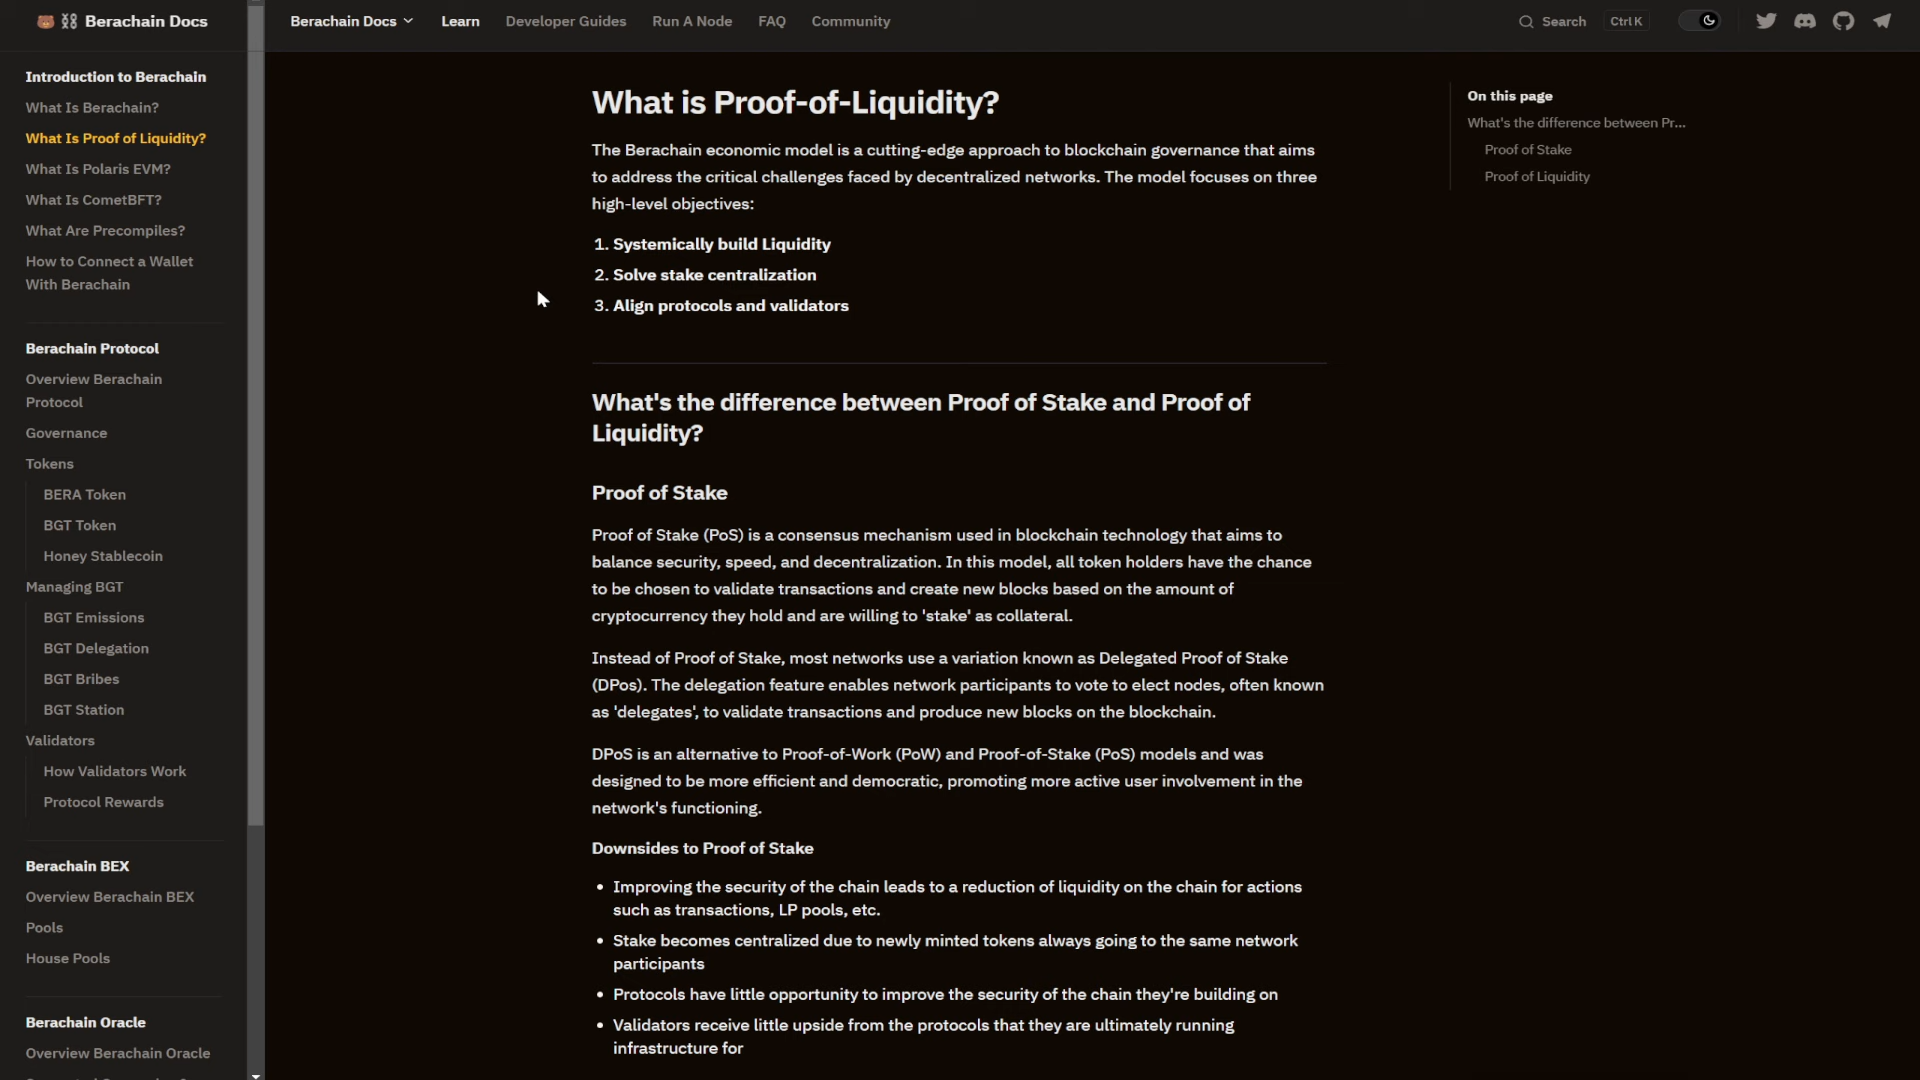 Berachain Docs
Berachain Docs
Learn
Developer Guides
Run A Node
FAQ
Community
Search
Ctrl K
Introduction to Berachain
What Is Berachain?
What Is Proof of Liquidity?
What Is Polaris EVM?
What Is CometBFT?
What Are Precompiles?
How to Connect a Wallet
With Berachain
Berachain Protocol
Overview Berachain
Protocol
Governance
Tokens
BERA Token
BGT Token
Honey Stablecoin
Managing BGT
BGT Emissions
BGT Delegation
BGT Bribes
BGT Station
Validators
How Validators Work
Protocol Rewards
Berachain BEX
Overview Berachain BEX
Pools
House Pools
Berachain Oracle
Overview Berachain Oracle
What is Proof-of-Liquidity?
The Berachain economic model is a cutting-edge approach to blockchain governance that aims
to address the critical challenges faced by decentralized networks. The model focuses on three
high-level objectives:
1. Systemically build Liquidity
2. Solve stake centralization
3. Align protocols and validators
What's the difference between Proof of Stake and Proof of
Liquidity?
Proof of Stake
Proof of Stake (PoS) is a consensus mechanism used in blockchain technology that aims to
balance security, speed, and decentralization. In this model, all token holders have the chance
to be chosen to validate transactions and create new blocks based on the amount of
cryptocurrency they hold and are willing to 'stake' as collateral.
Instead of Proof of Stake, most networks use a variation known as Delegated Proof of Stake
(DPos). The delegation feature enables network participants to vote to elect nodes, often known
as 'delegates', to validate transactions and produce new blocks on the blockchain.
DPoS is an alternative to Proof-of-Work (PoW) and Proof-of-Stake (PoS) models and was
designed to be more efficient and democratic, promoting more active user involvement in the
network's functioning.
Downsides to Proof of Stake
• Improving the security of the chain leads to a reduction of liquidity on the chain for actions
such as transactions, LP pools, etc.
• Stake becomes centralized due to newly minted tokens always going to the same network
participants
• Protocols have little opportunity to improve the security of the chain they're building on
• Validators receive little upside from the protocols that they are ultimately running
infrastructure for
On this page
What's the difference between Pr...
Proof of Stake
Proof of Liquidity